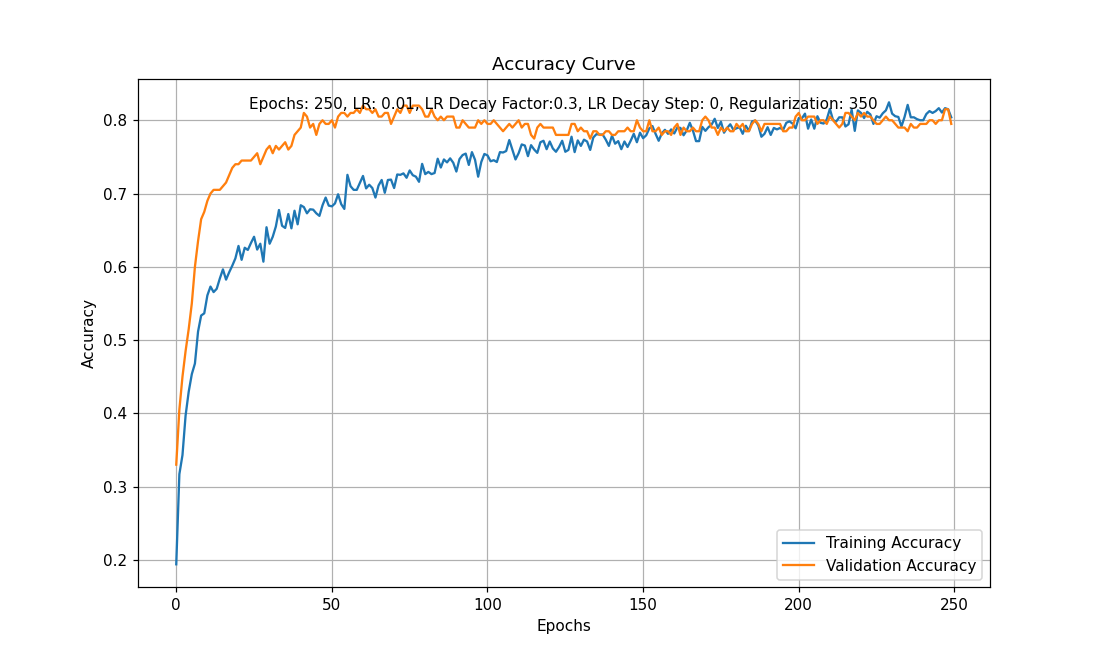 Accuracy Curve
Epochs: 250, LR: 0.01, LR Decay Factor:0.3, LR Decay Step: 0, Regularization: 350
Accuracy
0.8
0.7
0.6
0.5
0.4
0.3
0.2
Training Accuracy
Validation Accuracy
0 50 100 150 200 250
Epochs